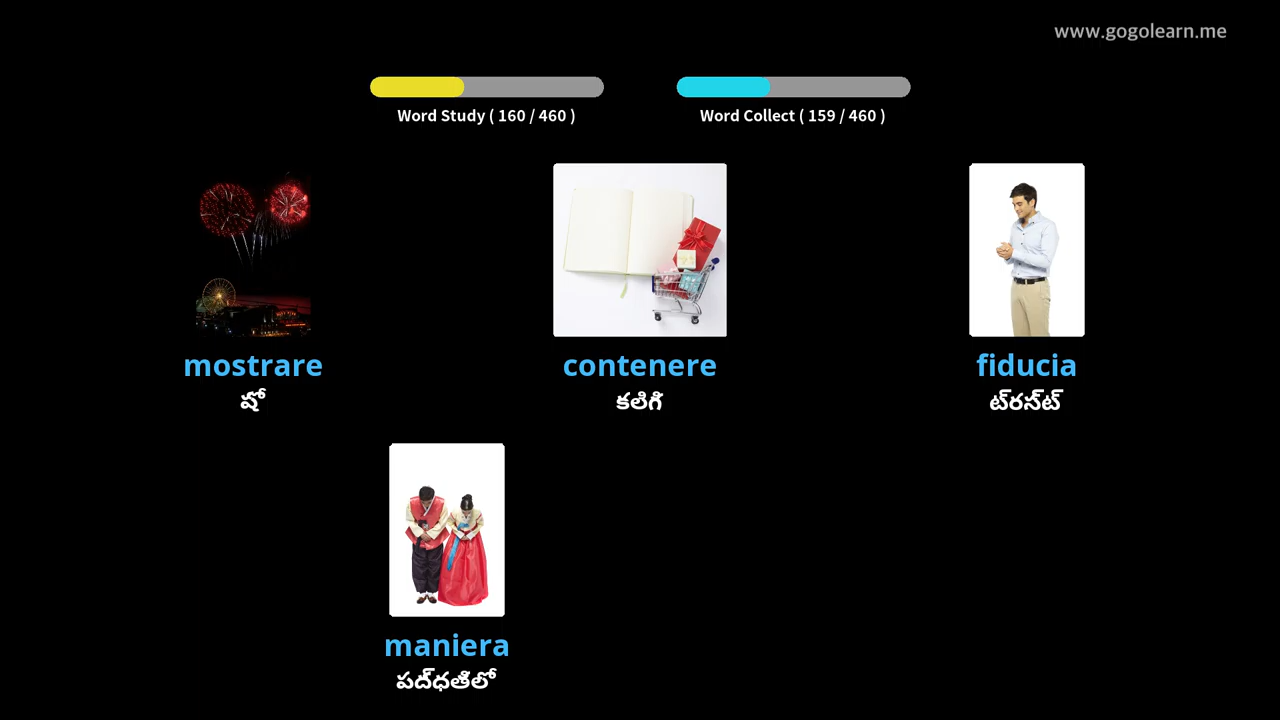 www.gogolearn.me
Word Study ( 160 / 460 )
Word Collect ( 159 / 460 )
mostrare
షో
contenere
కలిగి
fiducia
ట్రస్ట్
maniera
పద్ధతిలో